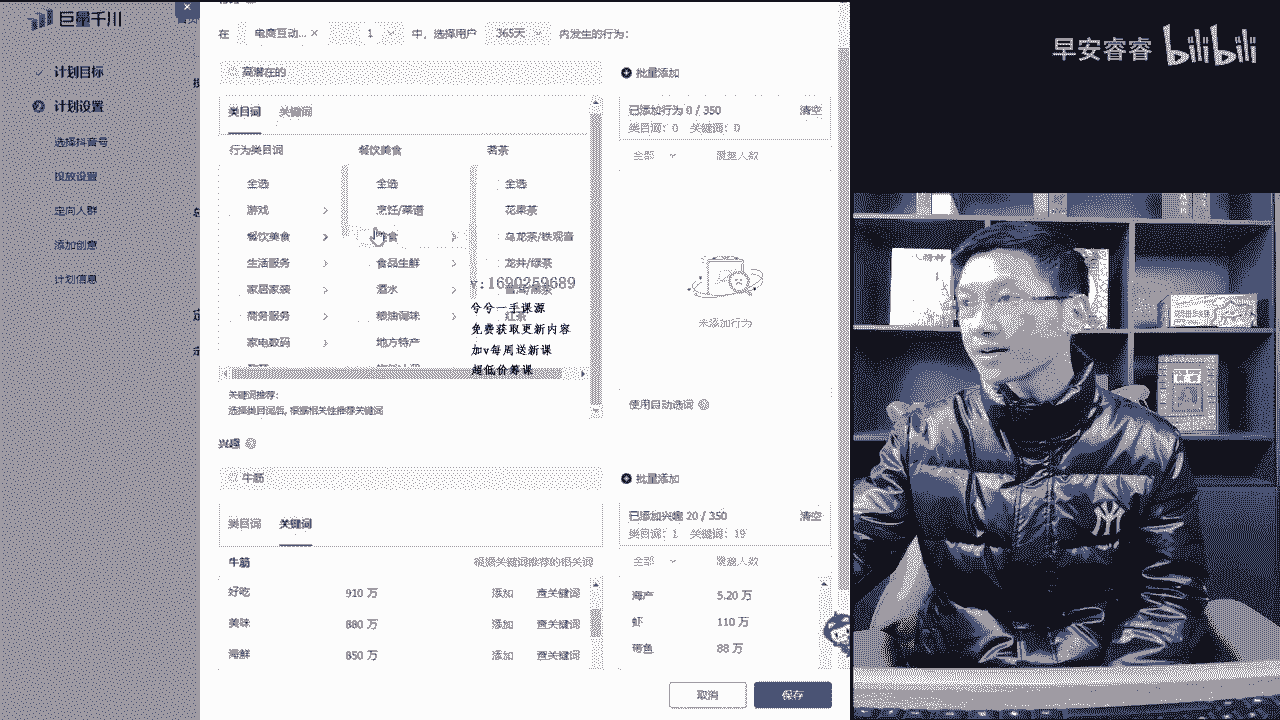 巨量千川
计划目标
计划设置
选择抖音号
投放设置
定向人群
添加创意
计划信息
在 电商互动... × 1 中，选择用户 365天 内发生的行为：
高潜在的
批量添加
类目词 关键词
已添加行为 0 / 350 清空
类目词：0 关键词：0
全部 覆盖人数
行为类目词 餐饮美食 茗茶
全选 全选 全选
游戏 烹饪/菜谱 花果茶
餐饮美食 食 乌龙茶/铁观音
生活服务 食品生鲜 龙井/绿茶
家居家装 酒水
商务服务 粮油调味 红茶
家电数码 地方特产
v:1690259689
兮兮一手课源
免费获取更新内容
加v每周送新课
超低价筹课
未添加行为
关键词推荐：
选择类目词后，根据相关性推荐关键词
使用自动选词
兴趣
牛筋
批量添加
类目词 关键词
已添加兴趣 20 / 350 清空
类目词：1 关键词：19
全部 覆盖人数
牛筋 根据关键词推荐的相关词
好吃 910 万 添加 查关键词
美味 880 万 添加 查关键词
海鲜 850 万 添加 查关键词
海产 5.20 万
虾 110 万
带鱼 88 万
取消 保存
早安睿睿 bilibili
精神
NY